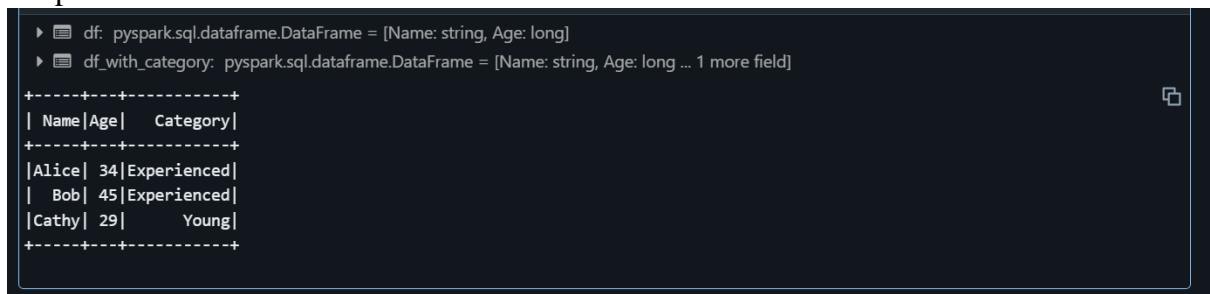 df: pyspark.sql.dataframe.DataFrame = [Name: string, Age: long]
df_with_category: pyspark.sql.dataframe.DataFrame = [Name: string, Age: long ... 1 more field]
+-----+---+-----------+
| Name|Age|   Category|
+-----+---+-----------+
|Alice| 34|Experienced|
|  Bob| 45|Experienced|
|Cathy| 29|      Young|
+-----+---+-----------+